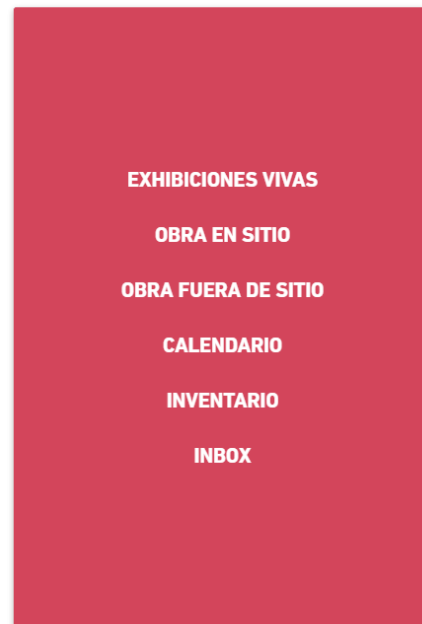 EXHIBICIONES VIVAS
OBRA EN SITIO
OBRA FUERA DE SITIO
CALENDARIO
INVENTARIO
INBOX